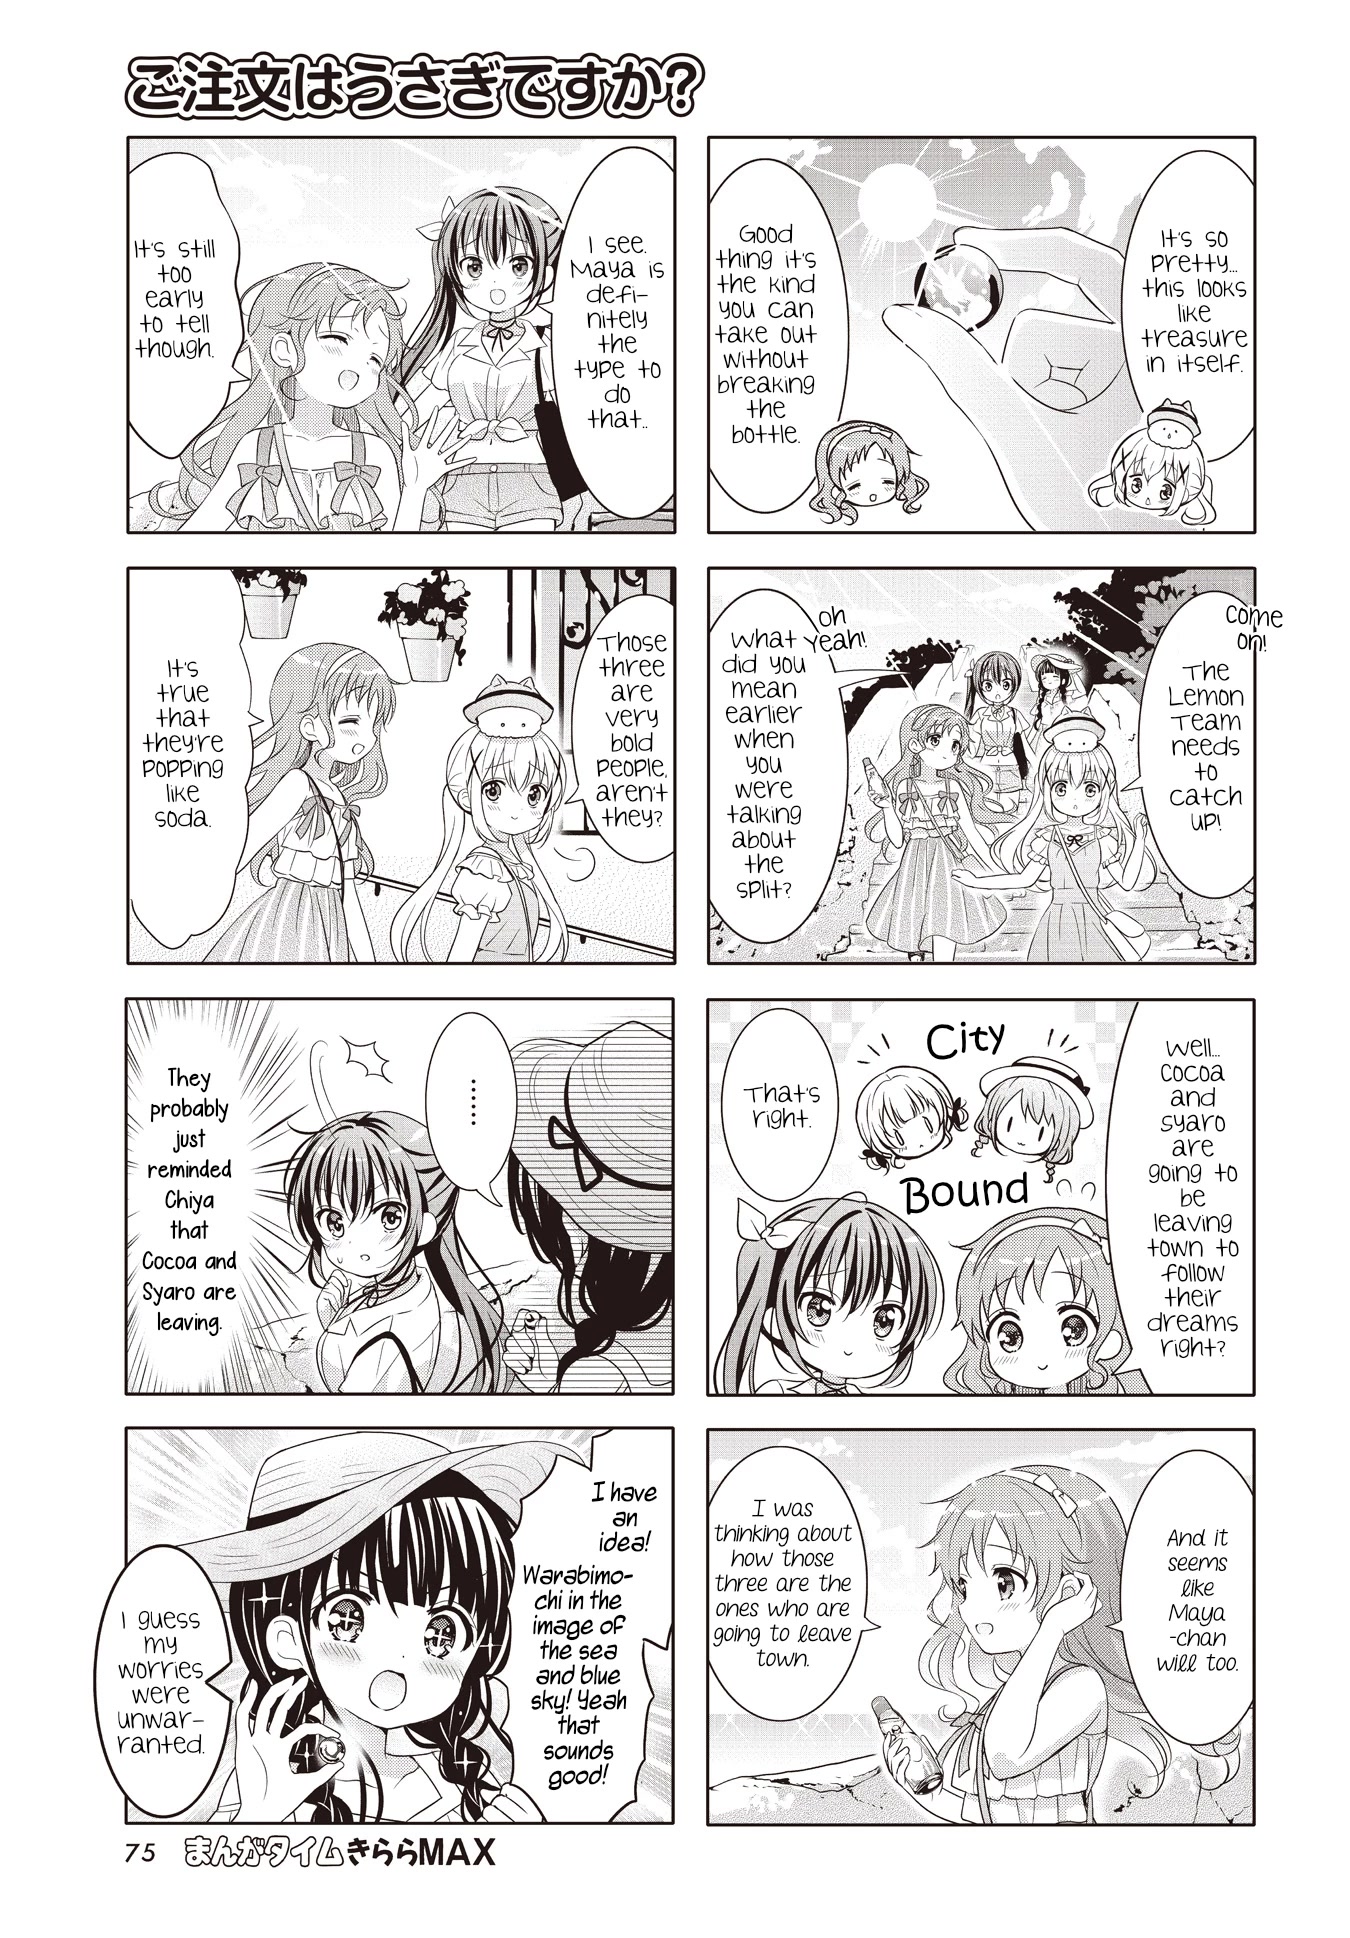 ご注文はうさぎですか?
It's so
pretty...
this looks
like
treasure
in itself.
Good
thing it's
the kind
you can
take out
without
breaking
the
bottle.
Come
on!
The
Lemon
Team
needs
to
catch
up!
oh
yeah!
What
did you
mean
earlier
when
you
were
talking
about
the
split?
Well...
Cocoa
and
Syaro
are
going to
be
leaving
town to
follow
their
dreams
right?
City
Bound
That's
right.
And it
seems
like
Maya
-chan
will too.
I was
thinking about
how those
three are the
ones who are
going to leave
town.
I see.
Maya is
defi-
nitely
the
type to
do
that..
It's still
too
early
to tell
though.
Those
three
are
very
bold
people,
aren't
they?
It's
true
that
they're
popping
like
soda.
........
They
probably
just
reminded
Chiya
that
Cocoa and
Syaro are
leaving.
I have
an
idea!
Warabimo-
chi in the
image of
the sea
and blue
sky! Yeah
that
sounds
good!
I guess
my
worries
were
unwar-
ranted.
75 まんがタイムきららMAX